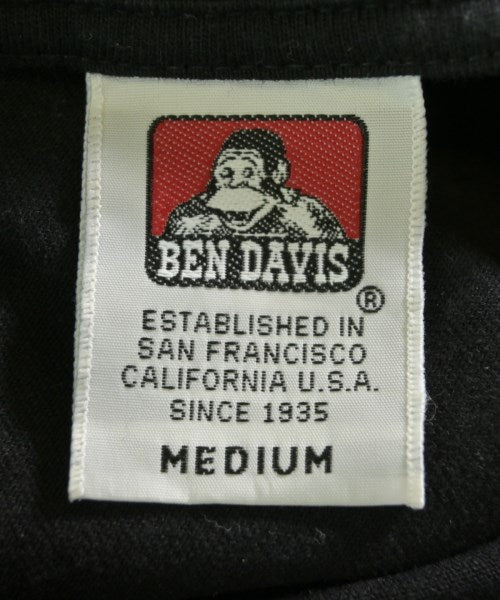 BEN DAVIS
®
ESTABLISHED IN
SAN FRANCISCO
CALIFORNIA U.S.A.
SINCE 1935
MEDIUM